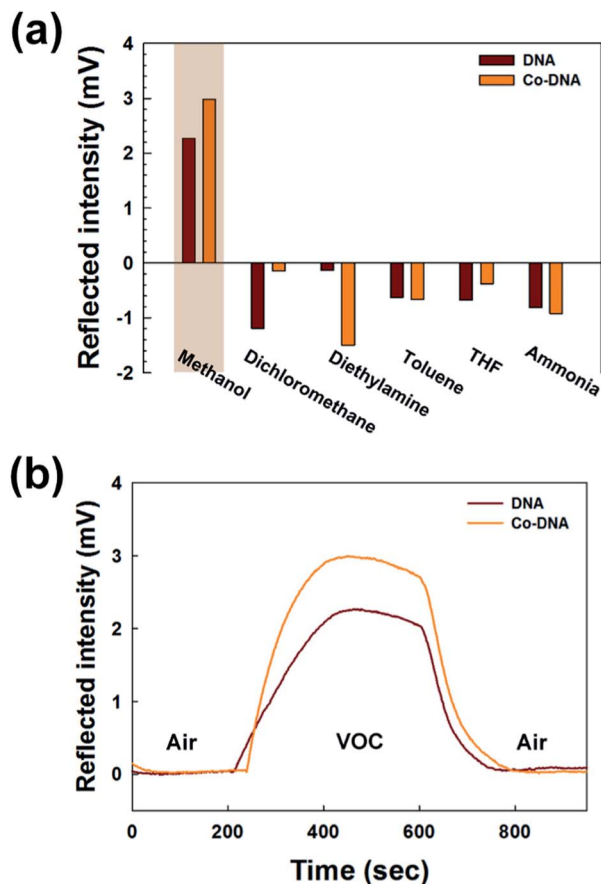 (a)
Reflected intensity (mV)
4
3
2
1
0
-1
-2
DNA
Co-DNA
Methanol
Dichloromethane
Diethylamine
Toluene
THF
Ammonia
(b)
Reflected intensity (mV)
4
3
2
1
0
DNA
Co-DNA
Air
VOC
Air
0
200
400
600
800
Time (sec)